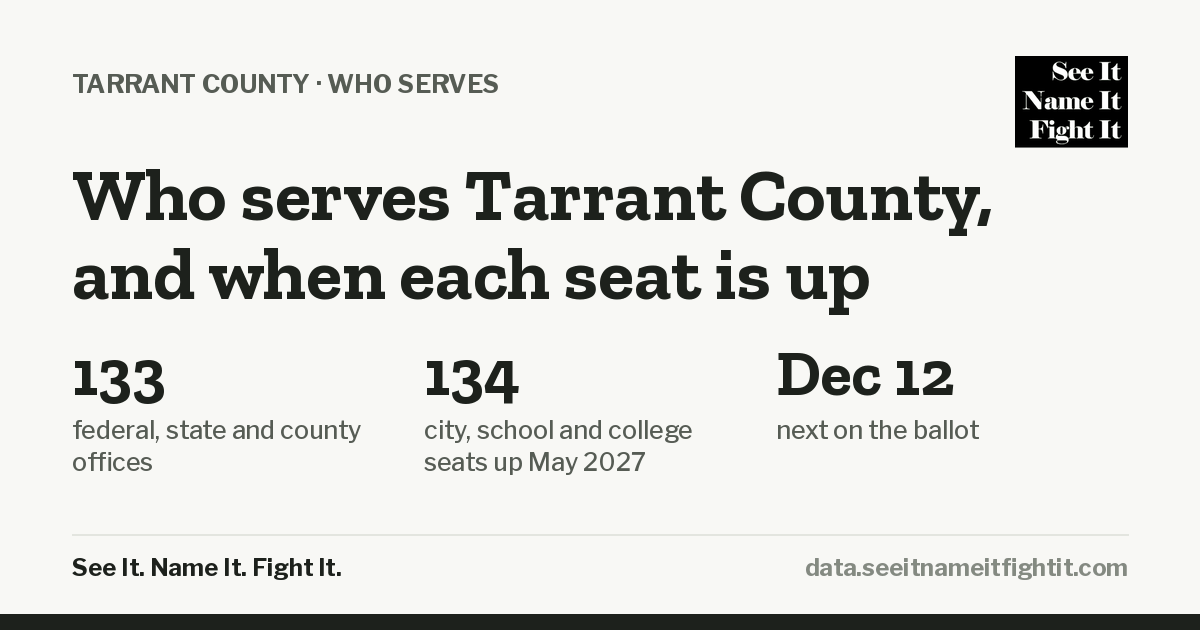 TARRANT COUNTY · WHO SERVES
See It
Name It
Fight It
Who serves Tarrant County,
and when each seat is up
133
federal, state and county
offices
134
city, school and college
seats up May 2027
Dec 12
next on the ballot
See It. Name It. Fight It.
data.seeitnameitfightit.com